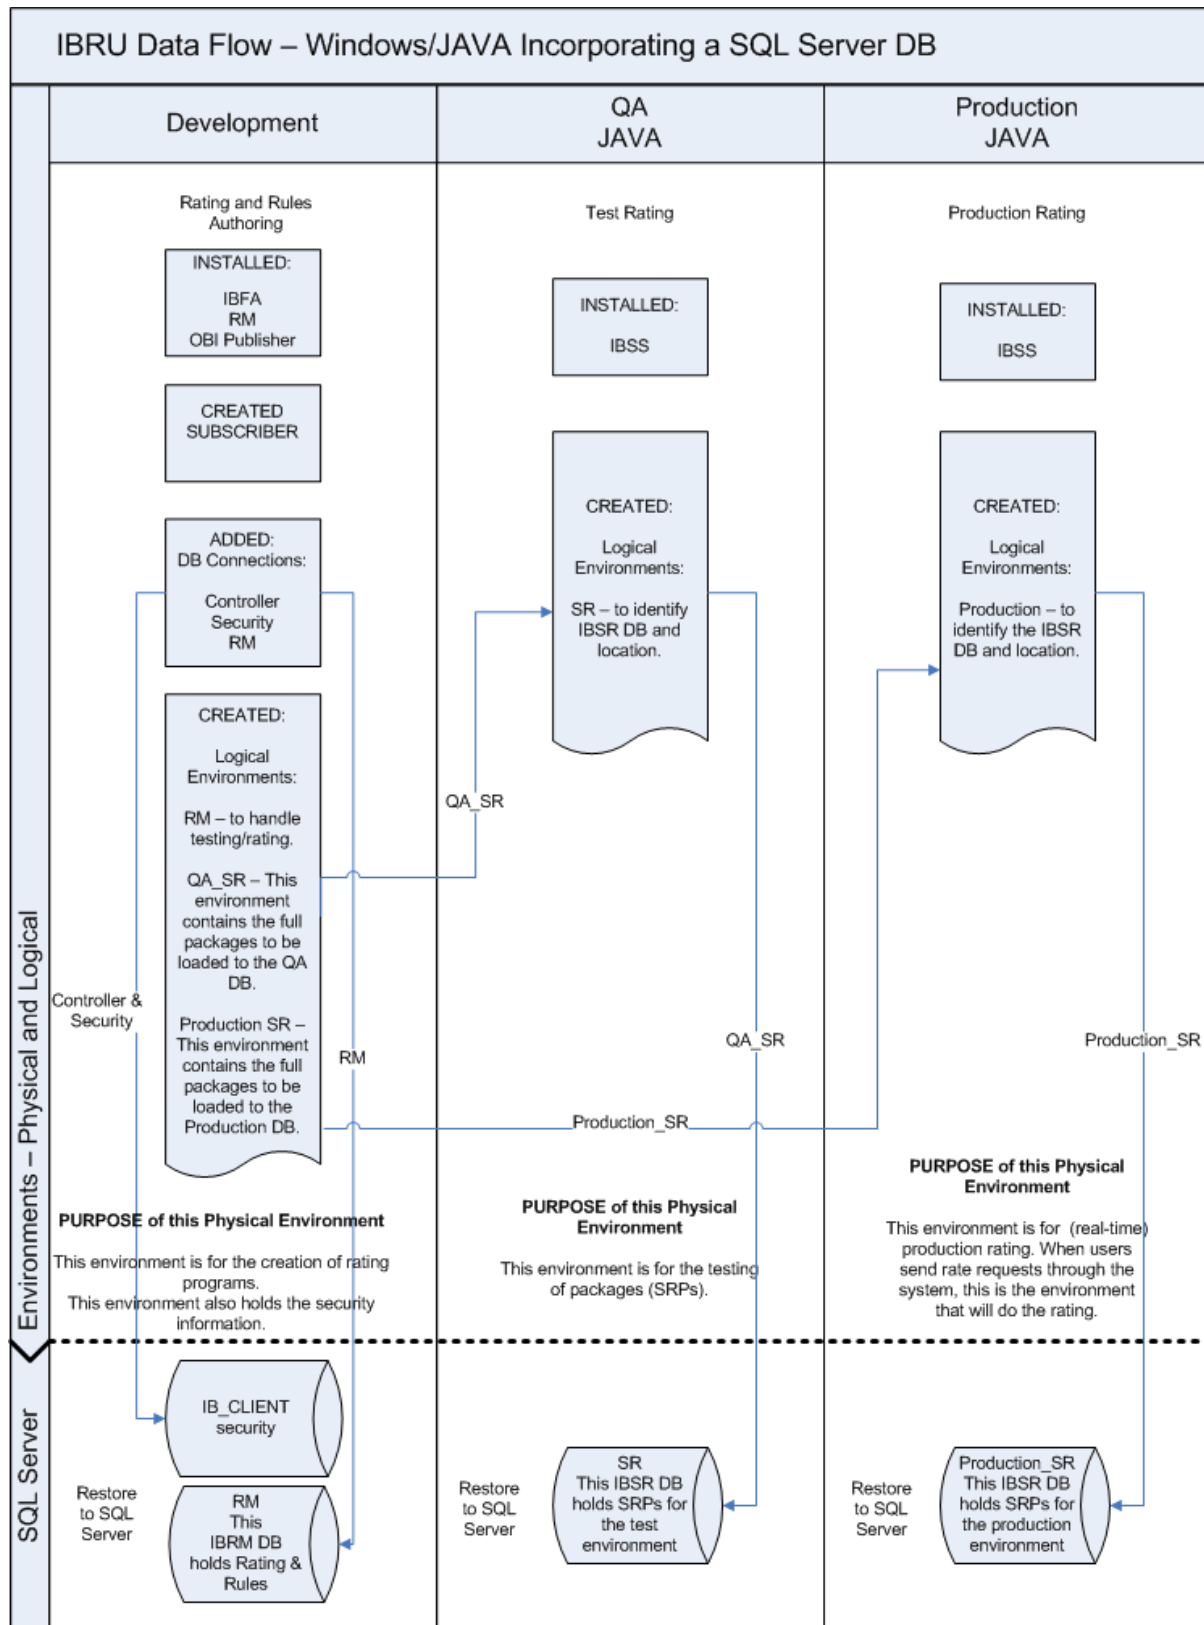 IBRU Data Flow – Windows/JAVA Incorporating a SQL Server DB
Development
QA
JAVA
Production
JAVA
Environments – Physical and Logical
SQL Server
Rating and Rules
Authoring
INSTALLED:
IBFA
RM
OBI Publisher
CREATED
SUBSCRIBER
ADDED:
DB Connections:
Controller
Security
RM
CREATED:
Logical
Environments:
RM – to handle
testing/rating.
QA_SR – This
environment
contains the full
packages to be
loaded to the QA
DB.
Production SR –
This environment
contains the full
packages to be
loaded to the
Production DB.
Controller &
Security
RM
PURPOSE of this Physical Environment
This environment is for the creation of rating
programs.
This environment also holds the security
information.
IB_CLIENT
security
Restore
to SQL
Server
RM
This
IBRM DB
holds Rating &
Rules
Test Rating
INSTALLED:
IBSS
CREATED:
Logical
Environments:
SR – to identify
IBSR DB and
location.
QA_SR
QA_SR
Production_SR
PURPOSE of this Physical
Environment
This environment is for the testing
of packages (SRPs).
Restore
to SQL
Server
SR
This IBSR DB
holds SRPs for
the test
environment
Production Rating
INSTALLED:
IBSS
CREATED:
Logical
Environments:
Production – to
identify the IBSR
DB and location.
Production_SR
PURPOSE of this Physical
Environment
This environment is for (real-time)
production rating. When users
send rate requests through the
system, this is the environment
that will do the rating.
Restore
to SQL
Server
Production_SR
This IBSR DB
holds SRPs for
the production
environment